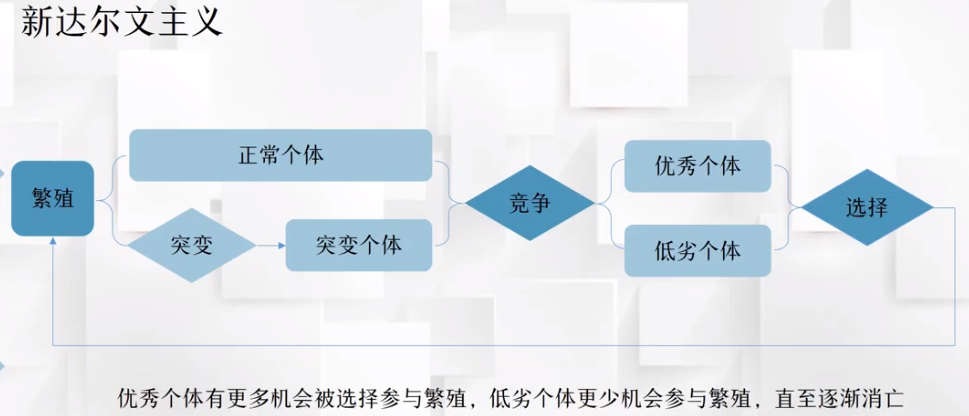 新达尔文主义
正常个体
繁殖
突变
突变个体
竞争
优秀个体
低劣个体
选择
优秀个体有更多机会被选择参与繁殖，低劣个体更少机会参与繁殖，直至逐渐消亡